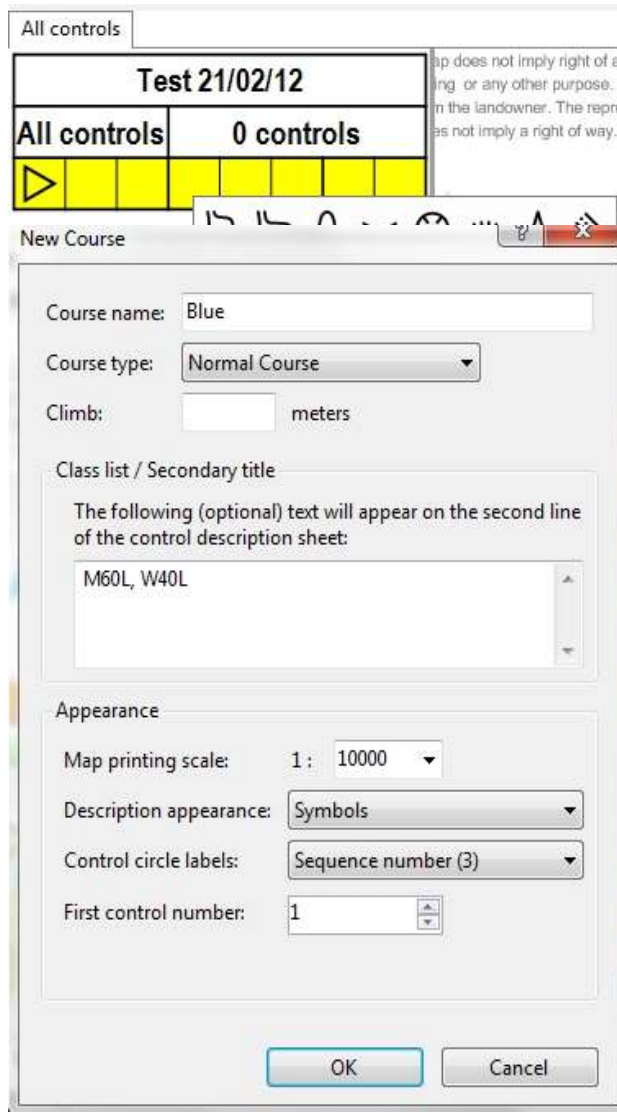 All controls
Test 21/02/12
All controls 0 controls
ap does not imply right of a
ing or any other purpose.
n the landowner. The repr
es not imply a right of way.
New Course
?
Course name: Blue
Course type: Normal Course
Climb: meters
Class list / Secondary title
The following (optional) text will appear on the second line
of the control description sheet:
M60L, W40L
Appearance
Map printing scale: 1 : 10000
Description appearance: Symbols
Control circle labels: Sequence number (3)
First control number: 1
OK Cancel